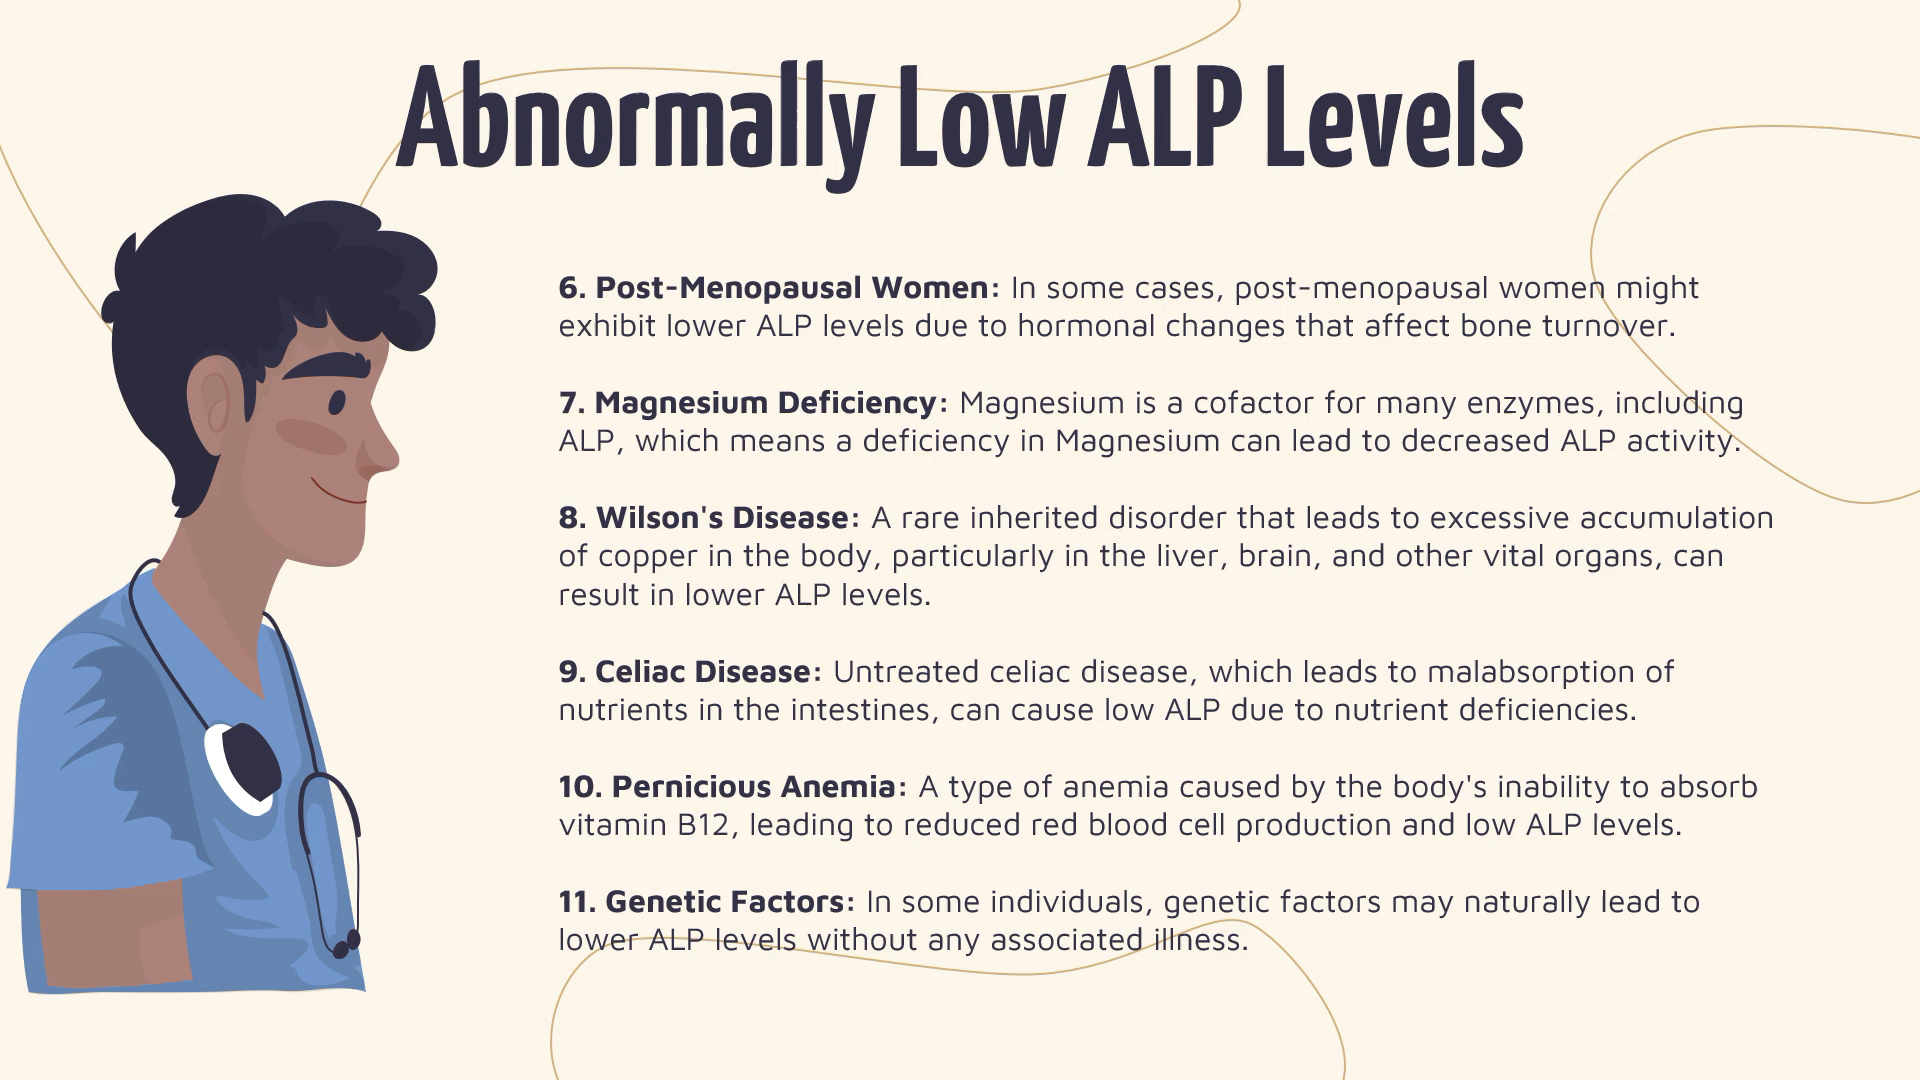 Abnormally Low ALP Levels
6. Post-Menopausal Women: In some cases, post-menopausal women might
exhibit lower ALP levels due to hormonal changes that affect bone turnover.
7. Magnesium Deficiency: Magnesium is a cofactor for many enzymes, including
ALP, which means a deficiency in Magnesium can lead to decreased ALP activity.
8. Wilson's Disease: A rare inherited disorder that leads to excessive accumulation
of copper in the body, particularly in the liver, brain, and other vital organs, can
result in lower ALP levels.
9. Celiac Disease: Untreated celiac disease, which leads to malabsorption of
nutrients in the intestines, can cause low ALP due to nutrient deficiencies.
10. Pernicious Anemia: A type of anemia caused by the body's inability to absorb
vitamin B12, leading to reduced red blood cell production and low ALP levels.
11. Genetic Factors: In some individuals, genetic factors may naturally lead to
lower ALP levels without any associated illness.